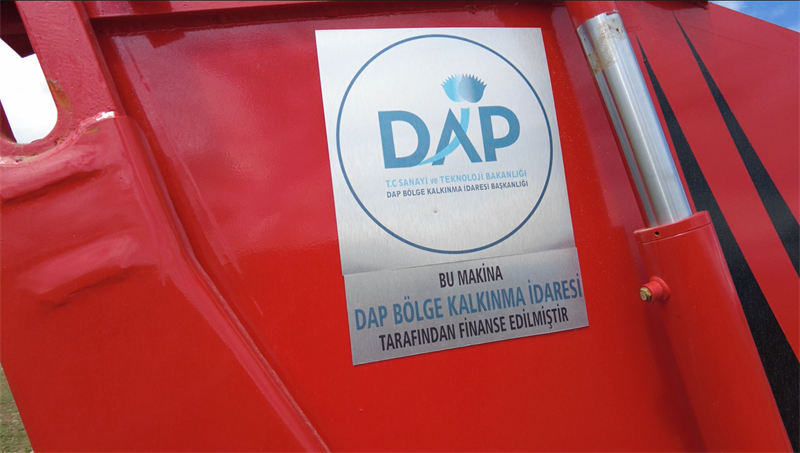 DAP
T.C SANAYİ ve TEKNOLOJİ BAKANLIĞI
DAP BÖLGE KALKINMA İDARESİ BAŞKANLIĞI
BU MAKİNA
DAP BÖLGE KALKINMA İDARESİ
TARAFINDAN FİNANSE EDİLMİŞTİR